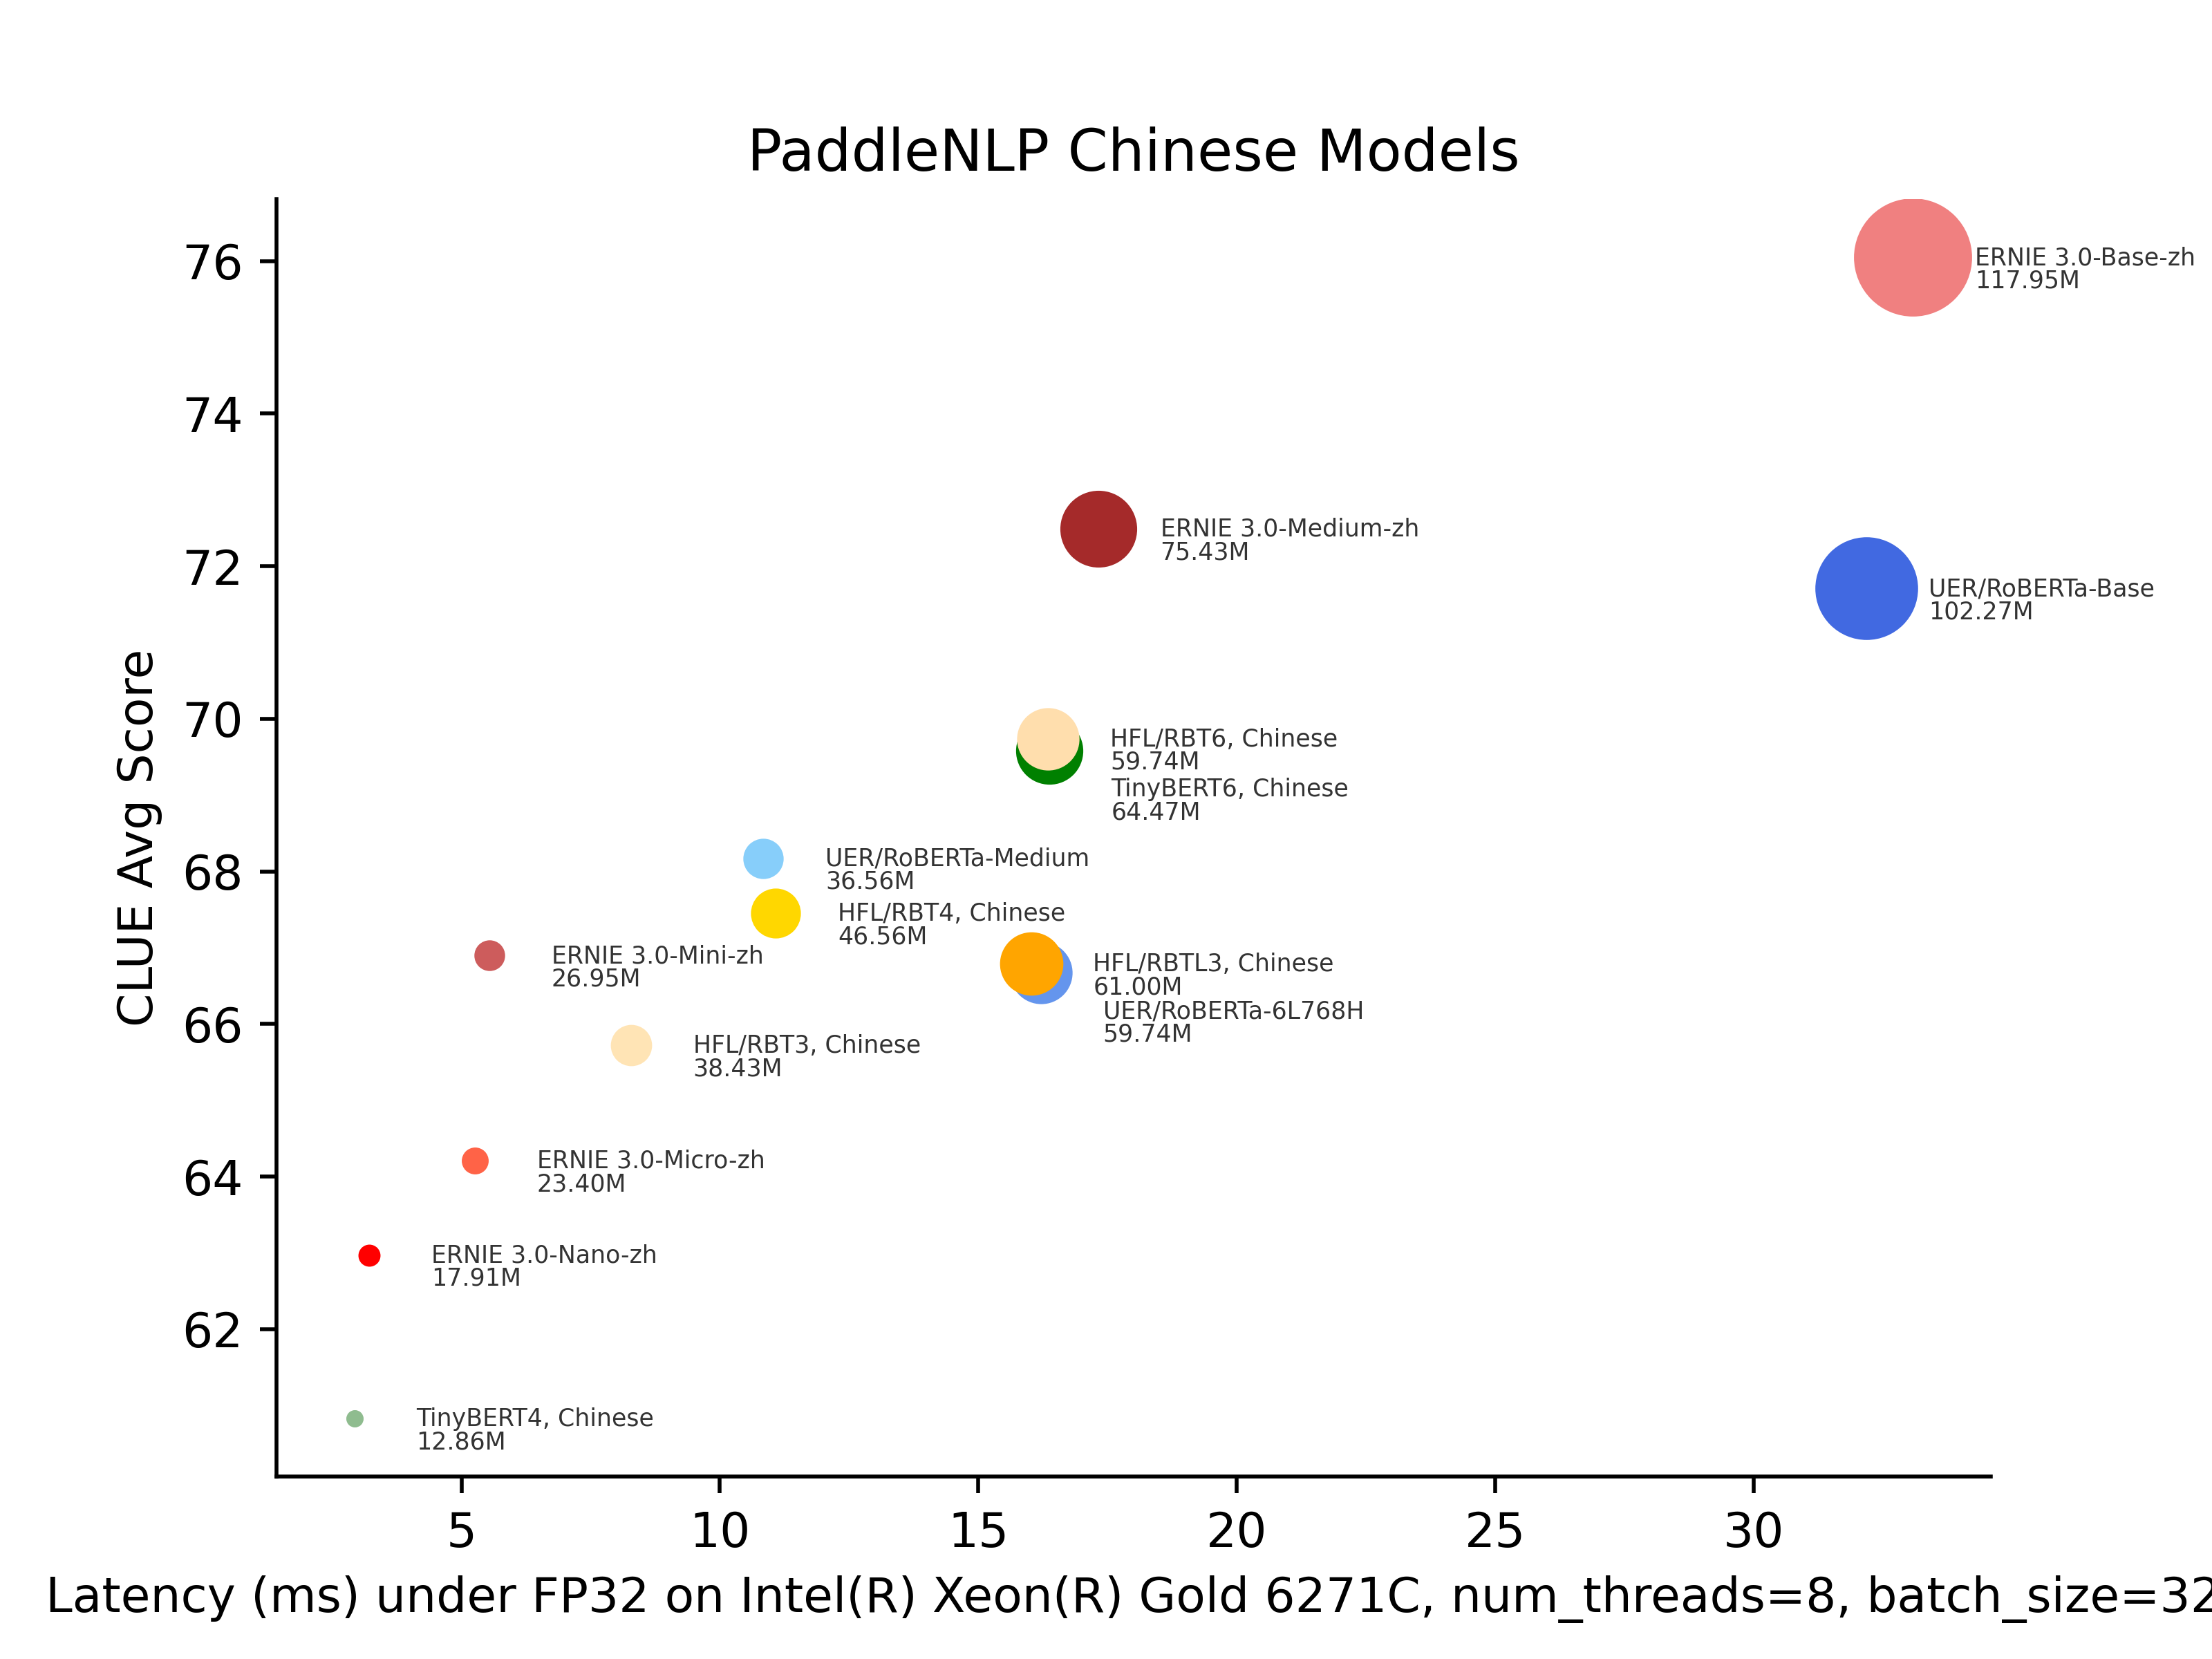 PaddleNLP Chinese Models
CLUE Avg Score
76
74
72
70
68
66
64
62
ERNIE 3.0-Base-zh
117.95M
ERNIE 3.0-Medium-zh
75.43M
UER/RoBERTa-Base
102.27M
HFL/RBT6, Chinese
59.74M
TinyBERT6, Chinese
64.47M
UER/RoBERTa-Medium
36.56M
HFL/RBT4, Chinese
46.56M
ERNIE 3.0-Mini-zh
26.95M
HFL/RBTL3, Chinese
61.00M
UER/RoBERTa-6L768H
59.74M
HFL/RBT3, Chinese
38.43M
ERNIE 3.0-Micro-zh
23.40M
ERNIE 3.0-Nano-zh
17.91M
TinyBERT4, Chinese
12.86M
5 10 15 20 25 30
Latency (ms) under FP32 on Intel(R) Xeon(R) Gold 6271C, num_threads=8, batch_size=32